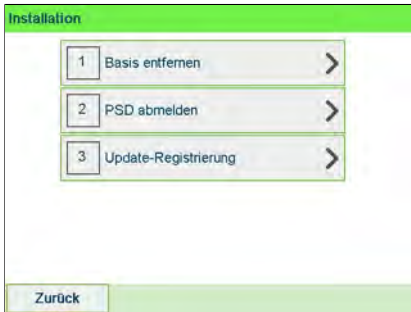 Installation
1 Basis entfernen
2 PSD abmelden
3 Update-Registrierung
Zurück